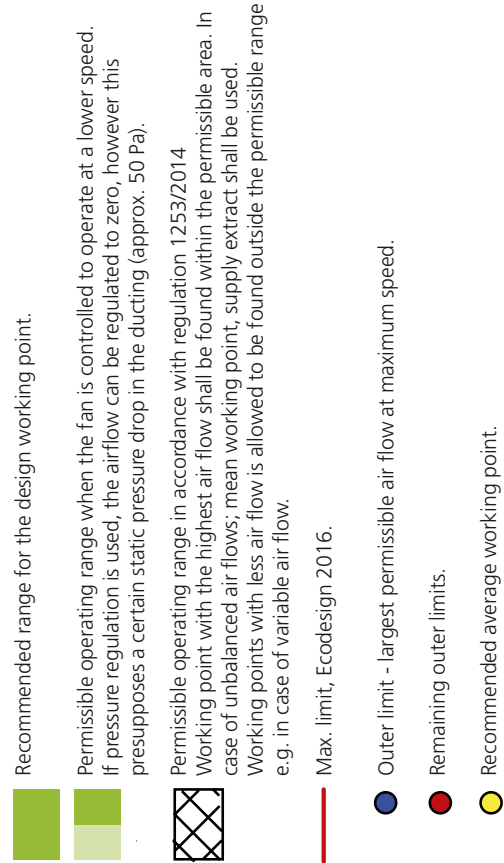 Recommended range for the design working point.
Permissible operating range when the fan is controlled to operate at a lower speed.
If pressure regulation is used, the airflow can be regulated to zero, however this
presupposes a certain static pressure drop in the ducting (approx. 50 Pa).
Permissible operating range in accordance with regulation 1253/2014
Working point with the highest air flow shall be found within the permissible area. In
case of unbalanced air flows; mean working point, supply extract shall be used.
Working points with less air flow is allowed to be found outside the permissible range
e.g. in case of variable air flow.
Max. limit, Ecodesign 2016.
Outer limit - largest permissible air flow at maximum speed.
Remaining outer limits.
Recommended average working point.